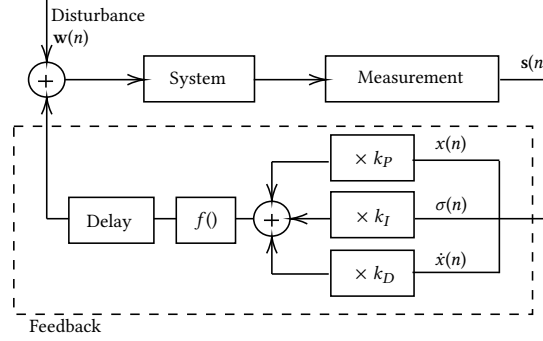 Disturbance
w(n)
+
System
Measurement
s(n
× k_P
x(n)
Delay
f()
+
× k_I
σ(n)
× k_D
ẋ(n)
Feedback